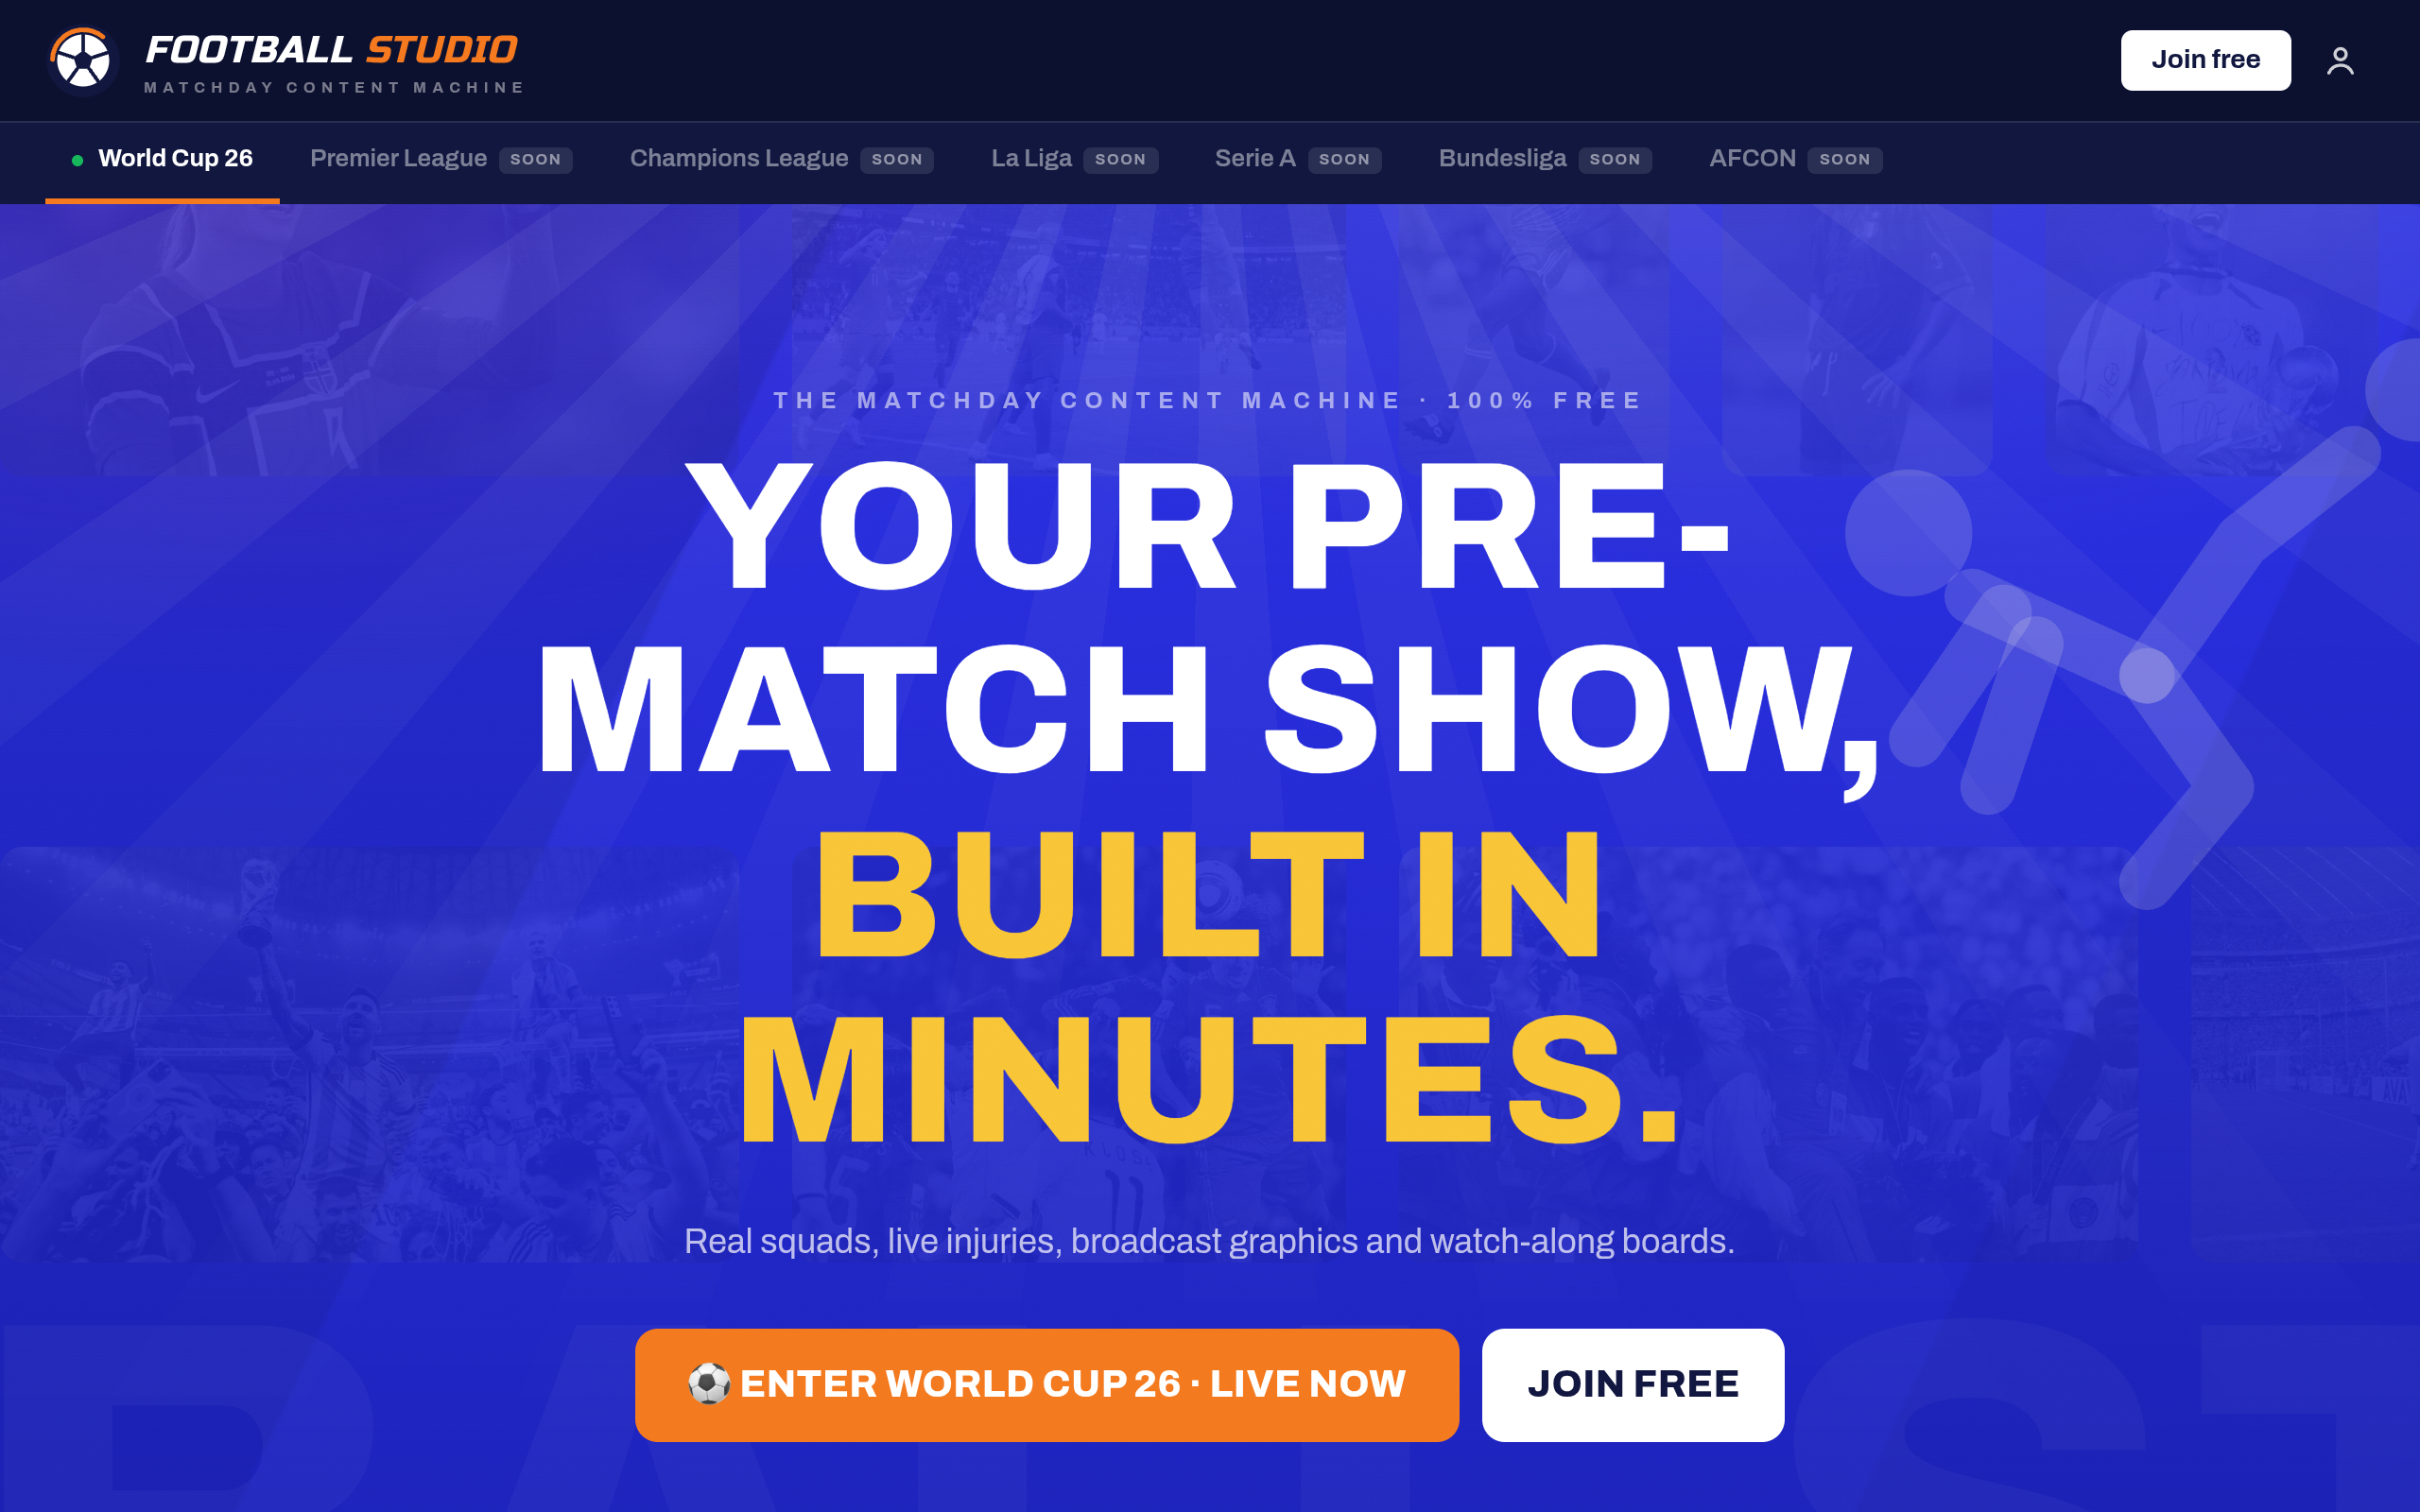 FOOTBALL STUDIO
MATCHDAY CONTENT MACHINE
Join free
World Cup 26
Premier League SOON
Champions League SOON
La Liga SOON
Serie A SOON
Bundesliga SOON
AFCON SOON
THE MATCHDAY CONTENT MACHINE · 100% FREE
YOUR PRE-
MATCH SHOW,
BUILT IN
MINUTES.
KLOSE
11
Real squads, live injuries, broadcast graphics and watch-along boards.
⚽ ENTER WORLD CUP 26 · LIVE NOW
JOIN FREE